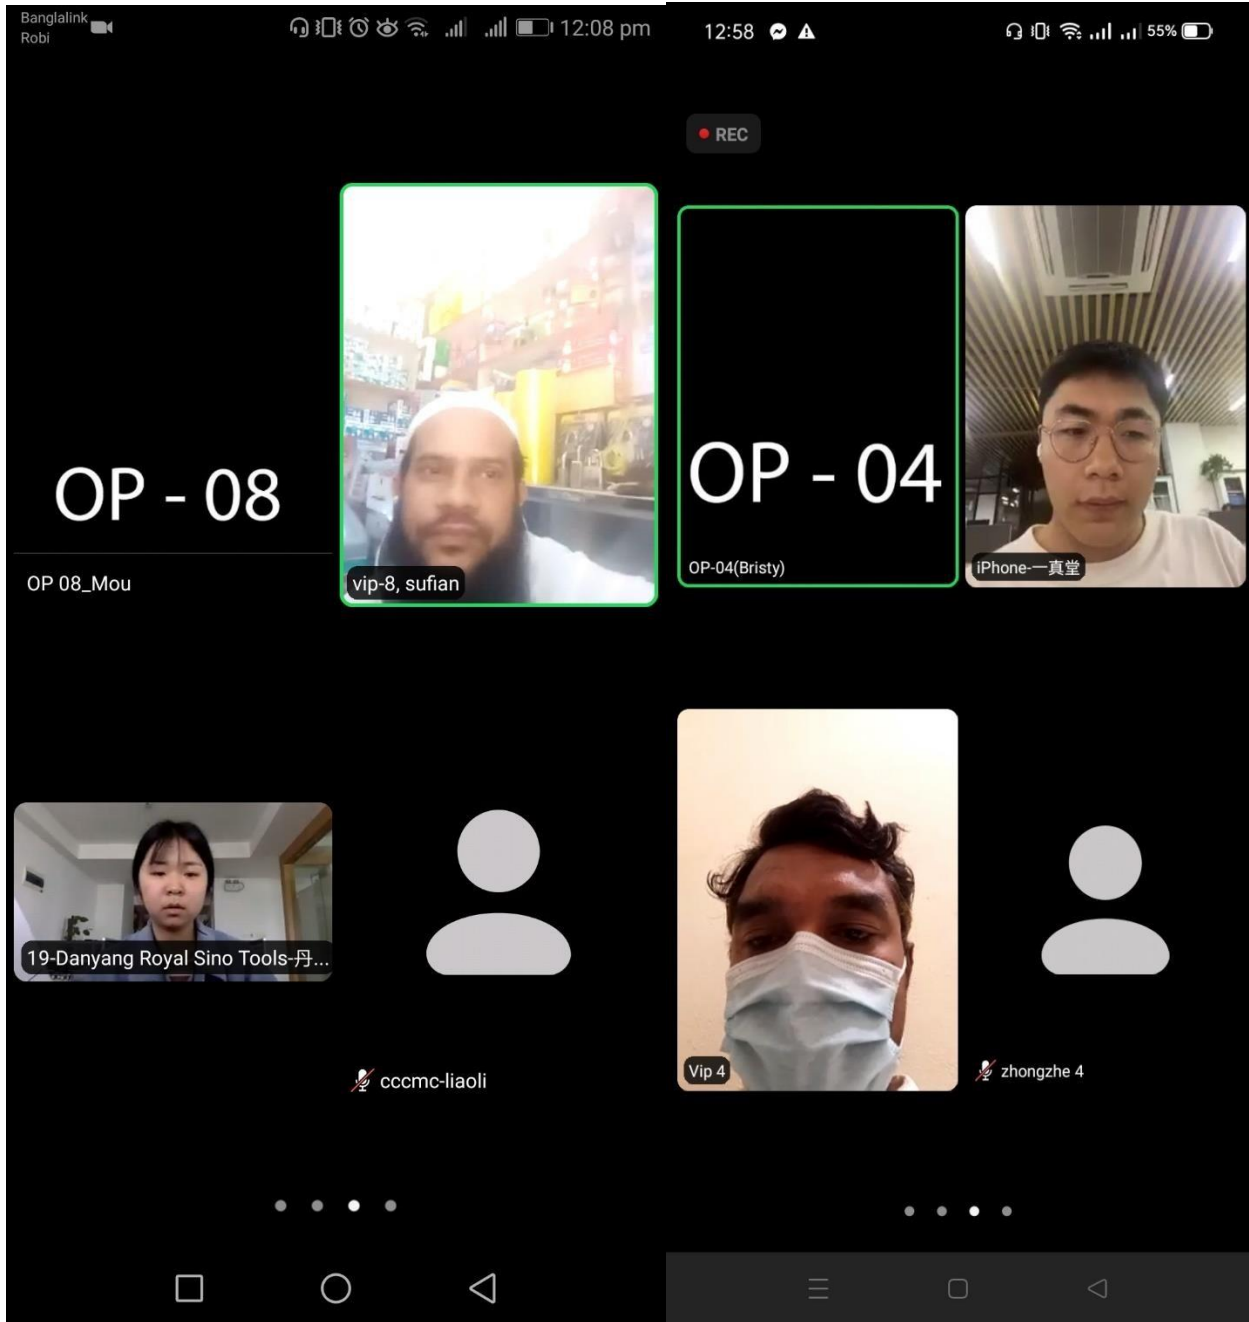 Banglalink
Robi
12:08 pm
OP - 08
OP 08_Mou
vip-8, sufian
19-Danyang Royal Sino Tools-丹...
cccmc-liaoli
12:58
55%
REC
OP - 04
OP-04(Bristy)
iPhone-一真堂
Vip 4
zhongzhe 4